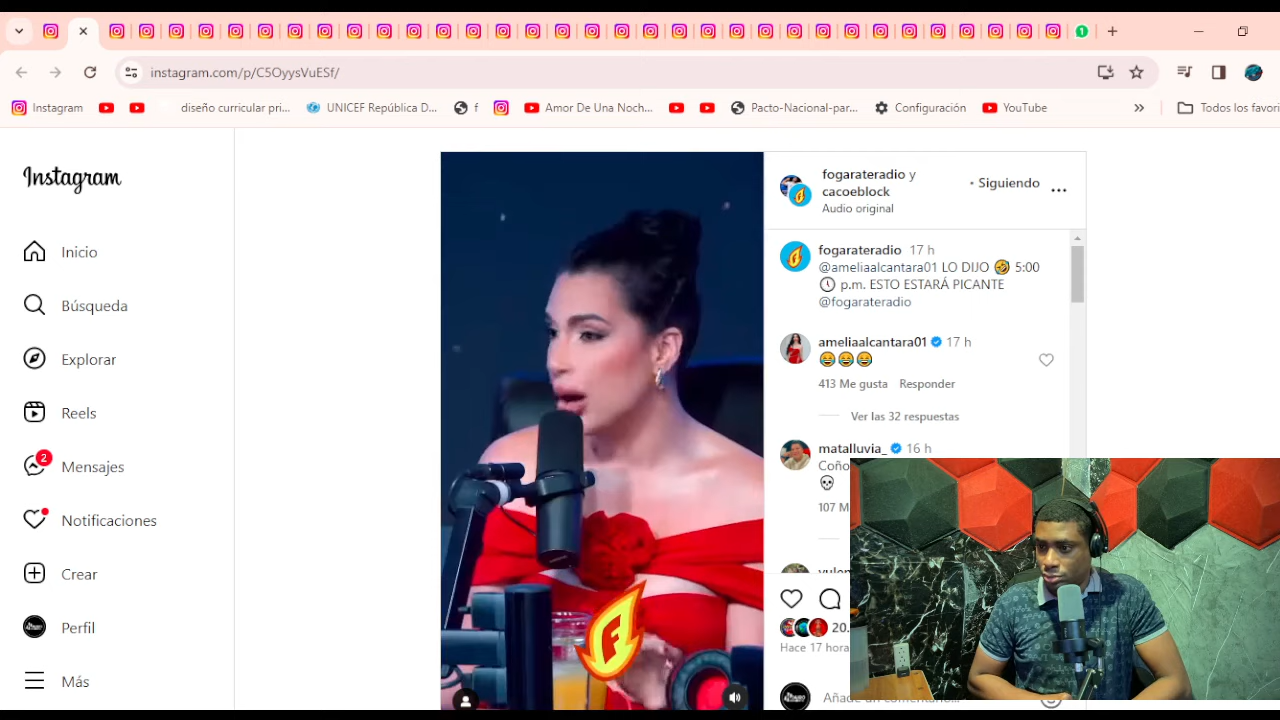 instagram.com/p/C5OyysVuESf/
Instagram
diseño curricular pri...
UNICEF República D...
f
Amor De Una Noch...
Pacto-Nacional-par...
Configuración
YouTube
»
Todos los favori
Instagram
Inicio
Búsqueda
Explorar
Reels
2
Mensajes
Notificaciones
Crear
Perfil
Más
F
fogarateradio y
cacoeblock
Audio original
• Siguiendo
fogarateradio 17 h
@ameliaalcantara01 LO DIJO 🤣 5:00
🕔 p.m. ESTO ESTARÁ PICANTE
@fogarateradio
ameliaalcantara01 17 h
😂😂😂
413 Me gusta Responder
Ver las 32 respuestas
matalluvia_ 16 h
Coño
💀
107 M
20.
Hace 17 hora
Añade un comentario...